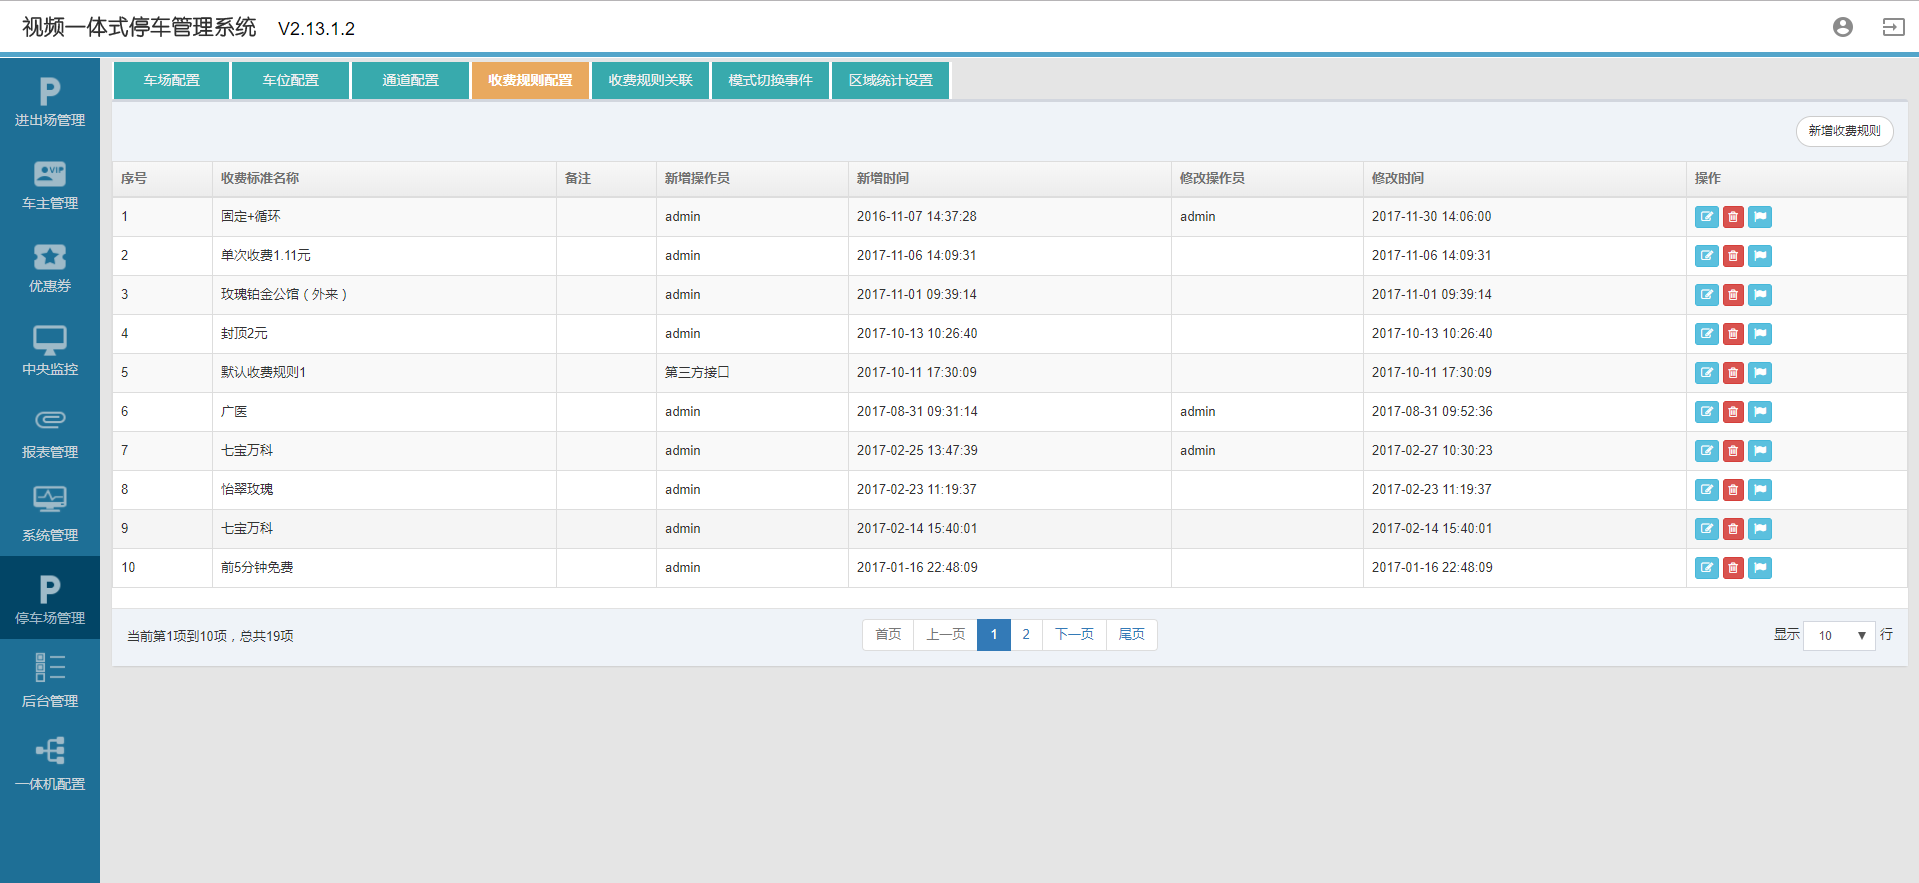 视频一体式停车管理系统 V2.13.1.2
进出场管理
VIP
车主管理
优惠券
中央监控
报表管理
系统管理
停车场管理
后台管理
一体机配置
车场配置 车位配置 通道配置 收费规则配置 收费规则关联 模式切换事件 区域统计设置
新增收费规则
序号 收费标准名称 备注 新增操作员 新增时间 修改操作员 修改时间 操作
1 固定+循环 admin 2016-11-07 14:37:28 admin 2017-11-30 14:06:00
2 单次收费1.11元 admin 2017-11-06 14:09:31 2017-11-06 14:09:31
3 玫瑰铂金公馆（外来） admin 2017-11-01 09:39:14 2017-11-01 09:39:14
4 封顶2元 admin 2017-10-13 10:26:40 2017-10-13 10:26:40
5 默认收费规则1 第三方接口 2017-10-11 17:30:09 2017-10-11 17:30:09
6 广医 admin 2017-08-31 09:31:14 admin 2017-08-31 09:52:36
7 七宝万科 admin 2017-02-25 13:47:39 admin 2017-02-27 10:30:23
8 怡翠玫瑰 admin 2017-02-23 11:19:37 2017-02-23 11:19:37
9 七宝万科 admin 2017-02-14 15:40:01 2017-02-14 15:40:01
10 前5分钟免费 admin 2017-01-16 22:48:09 2017-01-16 22:48:09
当前第1项到10项，总共19项 首页 上一页 1 2 下一页 尾页 显示 10 行